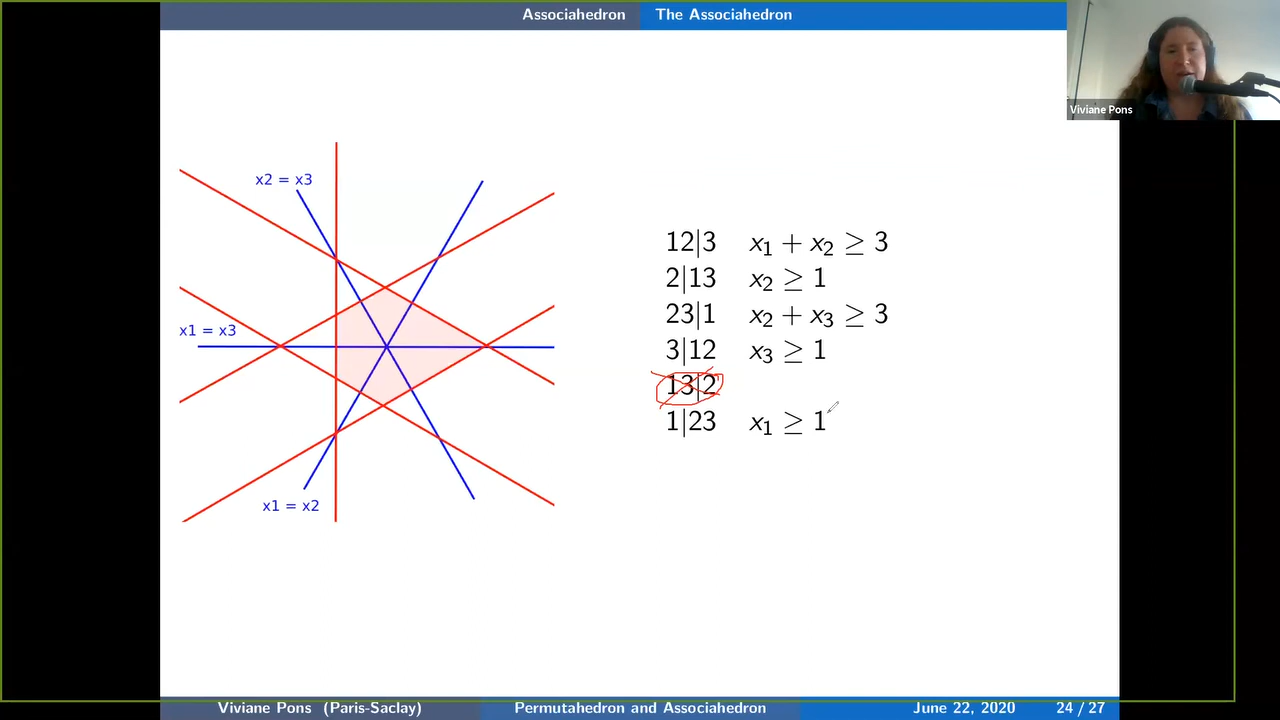 Associahedron The Associahedron
Viviane Pons
x2 = x3
x1 = x3
x1 = x2
12|3 x₁ + x₂ ≥ 3
2|13 x₂ ≥ 1
23|1 x₂ + x₃ ≥ 3
3|12 x₃ ≥ 1
13|2
1|23 x₁ ≥ 1
Viviane Pons (Paris-Saclay) Permutahedron and Associahedron June 22, 2020 24 / 27